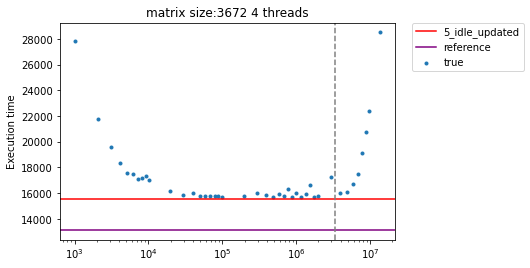 matrix size:3672 4 threads
Execution time
28000
26000
24000
22000
20000
18000
16000
14000
10³
10⁴
10⁵
10⁶
10⁷
5_idle_updated
reference
true